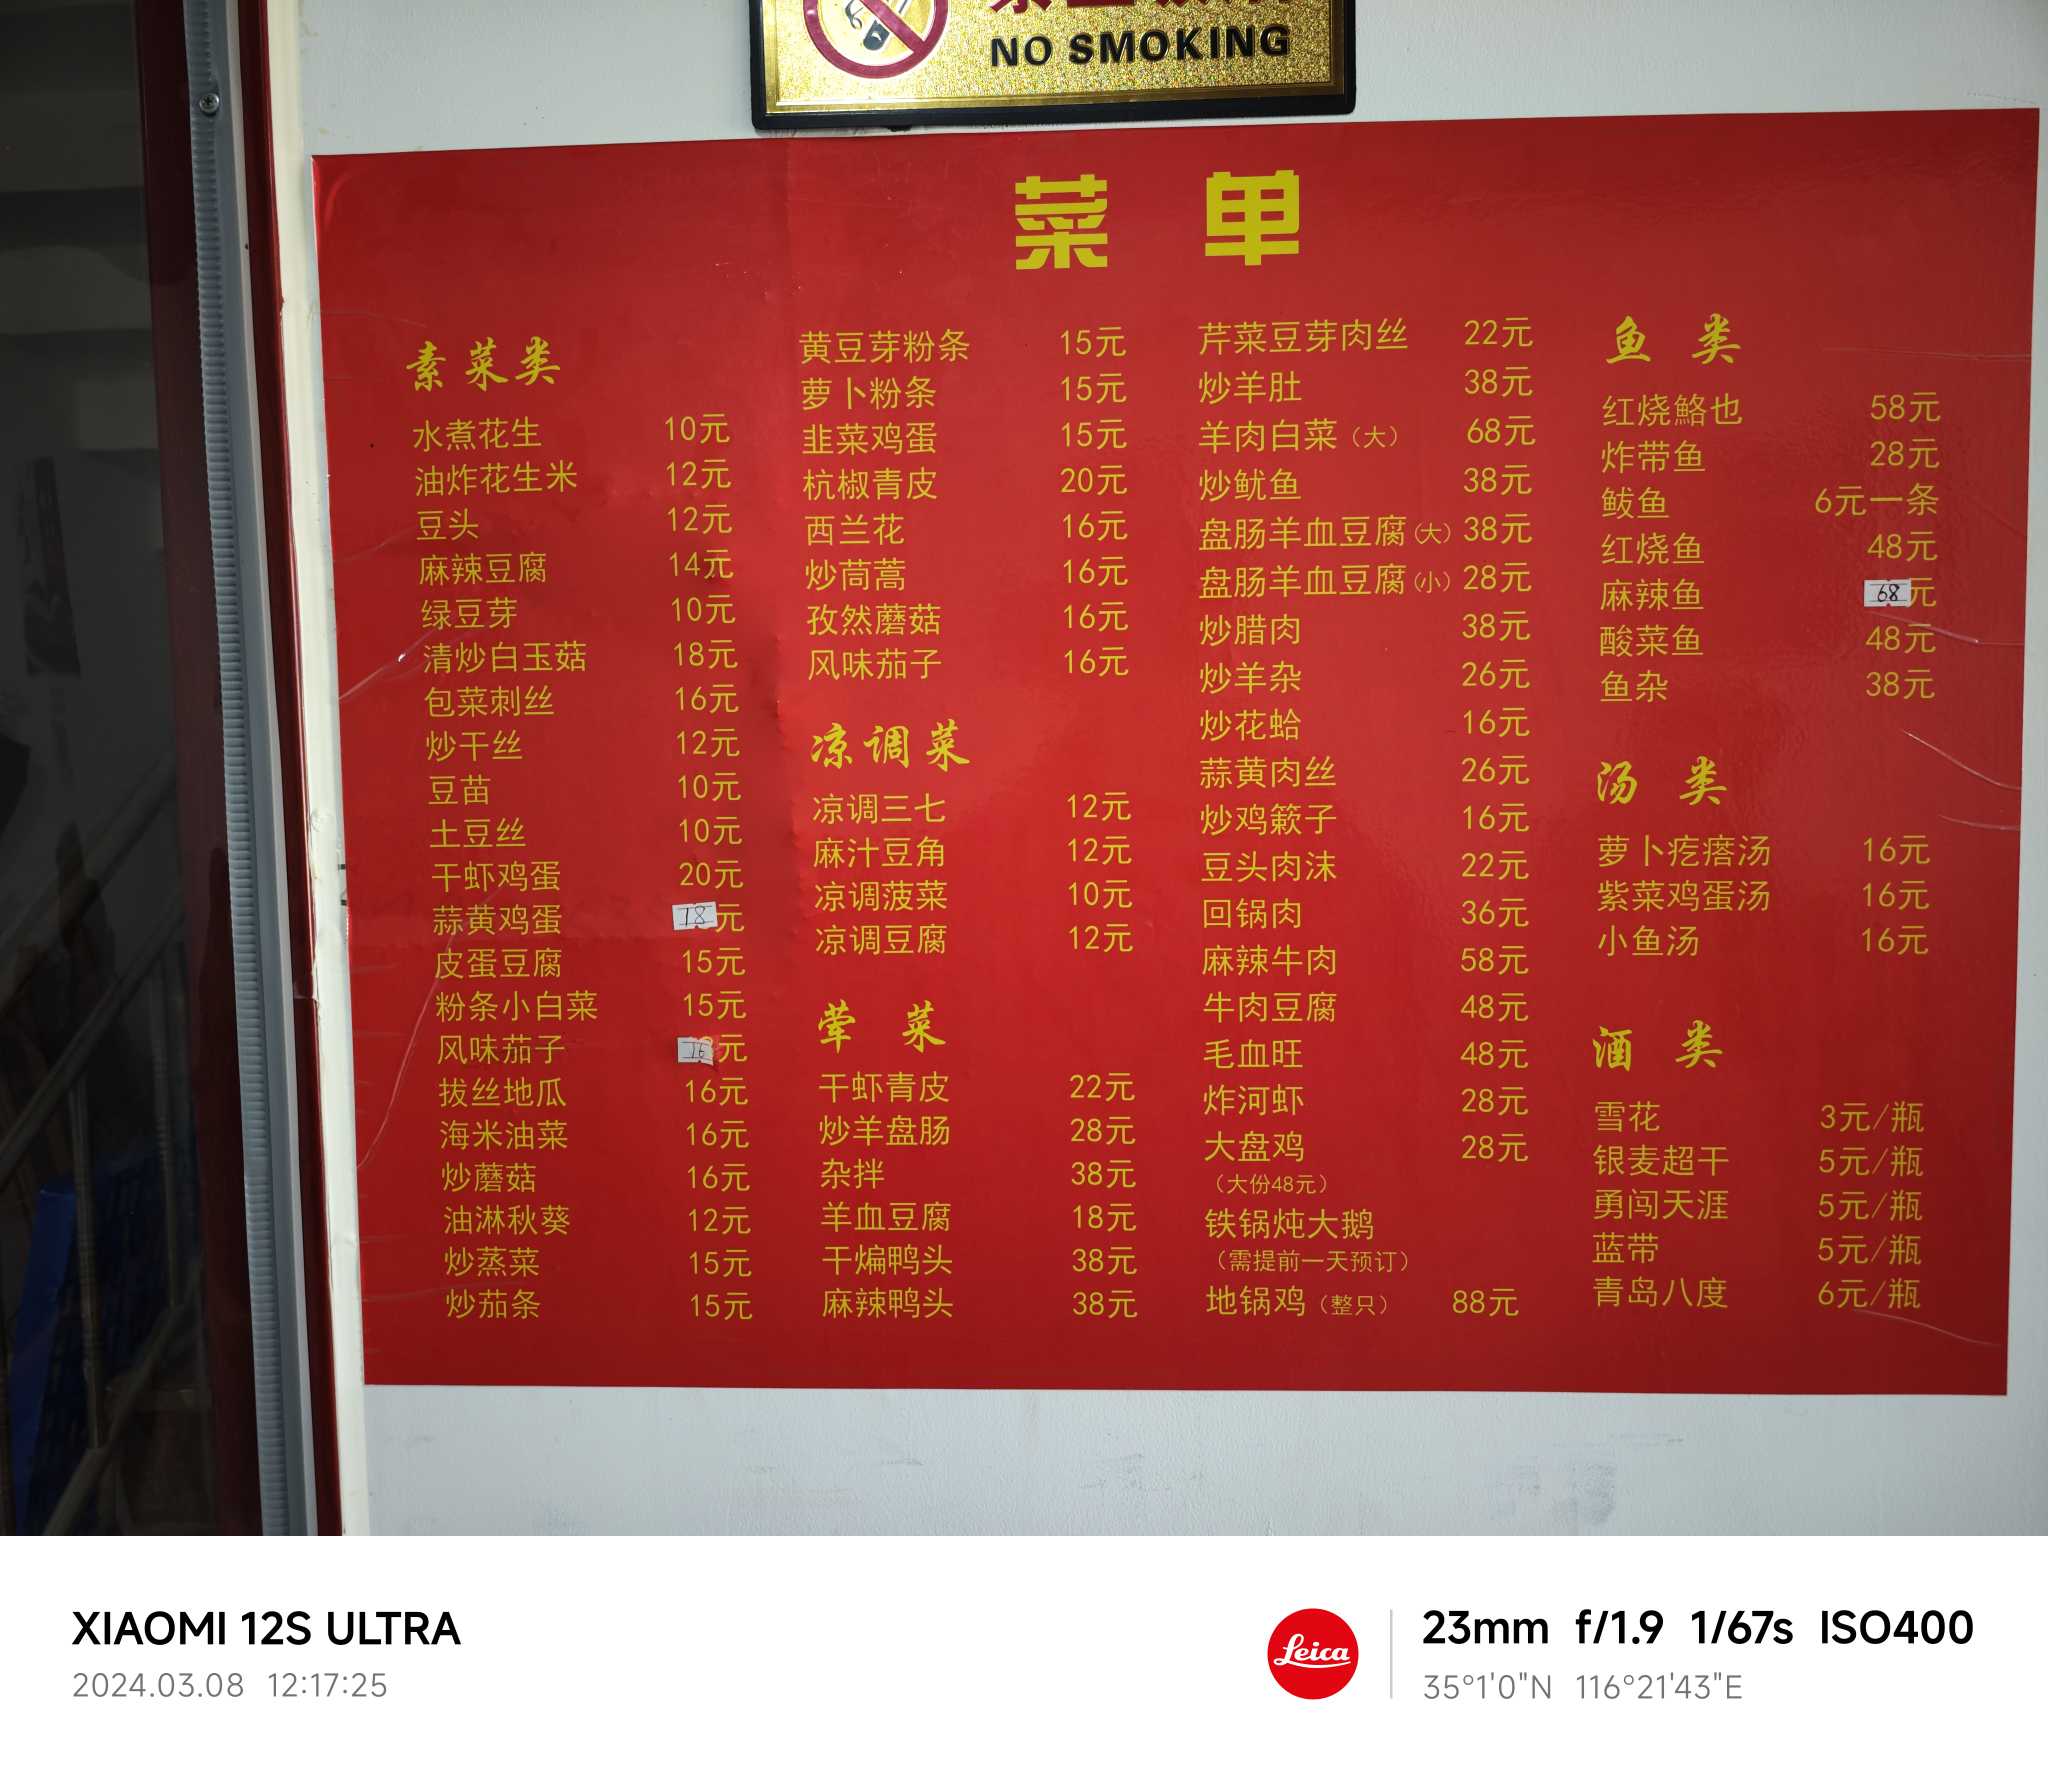 NO SMOKING
菜 单
素菜类
水煮花生 10元
油炸花生米 12元
豆头 12元
麻辣豆腐 14元
绿豆芽 10元
清炒白玉菇 18元
包菜刺丝 16元
炒干丝 12元
豆苗 10元
土豆丝 10元
干虾鸡蛋 20元
蒜黄鸡蛋 18元
皮蛋豆腐 15元
粉条小白菜 15元
风味茄子 16元
拔丝地瓜 16元
海米油菜 16元
炒蘑菇 16元
油淋秋葵 12元
炒蒸菜 15元
炒茄条 15元
黄豆芽粉条 15元
萝卜粉条 15元
韭菜鸡蛋 15元
杭椒青皮 20元
西兰花 16元
炒茼蒿 16元
孜然蘑菇 16元
风味茄子 16元
凉调菜
凉调三七 12元
麻汁豆角 12元
凉调菠菜 10元
凉调豆腐 12元
荤 菜
干虾青皮 22元
炒羊盘肠 28元
杂拌 38元
羊血豆腐 18元
干煸鸭头 38元
麻辣鸭头 38元
芹菜豆芽肉丝 22元
炒羊肚 38元
羊肉白菜（大） 68元
炒鱿鱼 38元
盘肠羊血豆腐（大） 38元
盘肠羊血豆腐（小） 28元
炒腊肉 38元
炒羊杂 26元
炒花蛤 16元
蒜黄肉丝 26元
炒鸡簌子 16元
豆头肉沫 22元
回锅肉 36元
麻辣牛肉 58元
牛肉豆腐 48元
毛血旺 48元
炸河虾 28元
大盘鸡 28元
（大份48元）
铁锅炖大鹅
（需提前一天预订）
地锅鸡（整只） 88元
鱼 类
红烧鮥也 58元
炸带鱼 28元
鲅鱼 6元一条
红烧鱼 48元
麻辣鱼 68元
酸菜鱼 48元
鱼杂 38元
汤 类
萝卜疙瘩汤 16元
紫菜鸡蛋汤 16元
小鱼汤 16元
酒 类
雪花 3元/瓶
银麦超干 5元/瓶
勇闯天涯 5元/瓶
蓝带 5元/瓶
青岛八度 6元/瓶
XIAOMI 12S ULTRA
2024.03.08 12:17:25
Leica
23mm f/1.9 1/67s ISO400
35°1'0"N 116°21'43"E